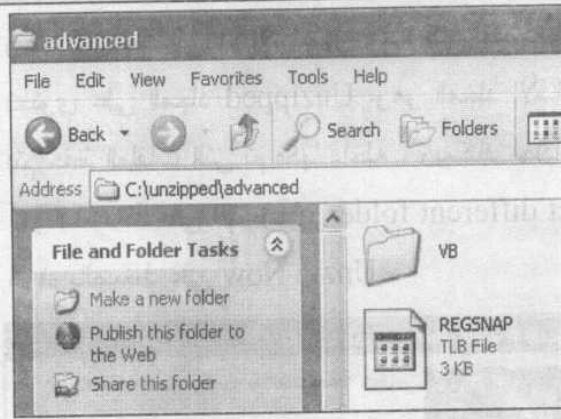 advanced
File Edit View Favorites Tools Help
Back Search Folders
Address C:\unzipped\advanced
File and Folder Tasks
Make a new folder
Publish this folder to
the Web
Share this folder
VB
REGSNAP
TLB File
3 KB